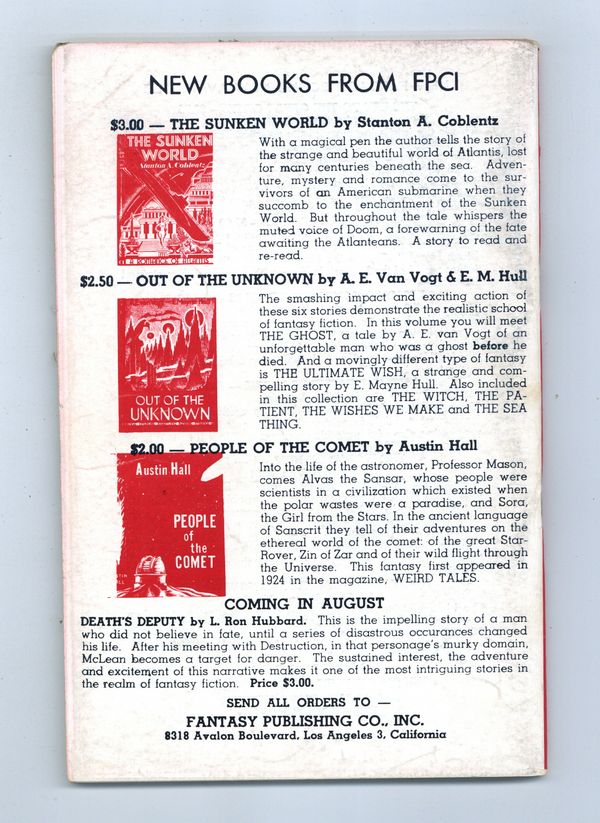 NEW BOOKS FROM FPCI
$3.00 — THE SUNKEN WORLD by Stanton A. Coblentz
THE SUNKEN
WORLD
Stanton A. Coblentz
A ROMANCE OF ATLANTIS
With a magical pen the author tells the story of
the strange and beautiful world of Atlantis, lost
for many centuries beneath the sea. Adven-
ture, mystery and romance come to the sur-
vivors of an American submarine when they
succomb to the enchantment of the Sunken
World. But throughout the tale whispers the
muted voice of Doom, a forewarning of the fate
awaiting the Atlanteans. A story to read and
re-read.
$2.50 — OUT OF THE UNKNOWN by A. E. Van Vogt & E. M. Hull
OUT OF THE
UNKNOWN
The smashing impact and exciting action of
these six stories demonstrate the realistic school
of fantasy fiction. In this volume you will meet
THE GHOST, a tale by A. E. van Vogt of an
unforgettable man who was a ghost before he
died. And a movingly different type of fantasy
is THE ULTIMATE WISH, a strange and com-
pelling story by E. Mayne Hull. Also included
in this collection are THE WITCH, THE PA-
TIENT, THE WISHES WE MAKE and THE SEA
THING.
$2.00 — PEOPLE OF THE COMET by Austin Hall
Austin Hall
PEOPLE
of
the
COMET
Into the life of the astronomer, Professor Mason,
comes Alvas the Sansar, whose people were
scientists in a civilization which existed when
the polar wastes were a paradise, and Sora,
the Girl from the Stars. In the ancient language
of Sanscrit they tell of their adventures on the
ethereal world of the comet: of the great Star-
Rover, Zin of Zar and of their wild flight through
the Universe. This fantasy first appeared in
1924 in the magazine, WEIRD TALES.
COMING IN AUGUST
DEATH'S DEPUTY by L. Ron Hubbard. This is the impelling story of a man
who did not believe in fate, until a series of disastrous occurances changed
his life. After his meeting with Destruction, in that personage's murky domain,
McLean becomes a target for danger. The sustained interest, the adventure
and excitement of this narrative makes it one of the most intriguing stories in
the realm of fantasy fiction. Price $3.00.
SEND ALL ORDERS TO —
FANTASY PUBLISHING CO., INC.
8318 Avalon Boulevard, Los Angeles 3, California